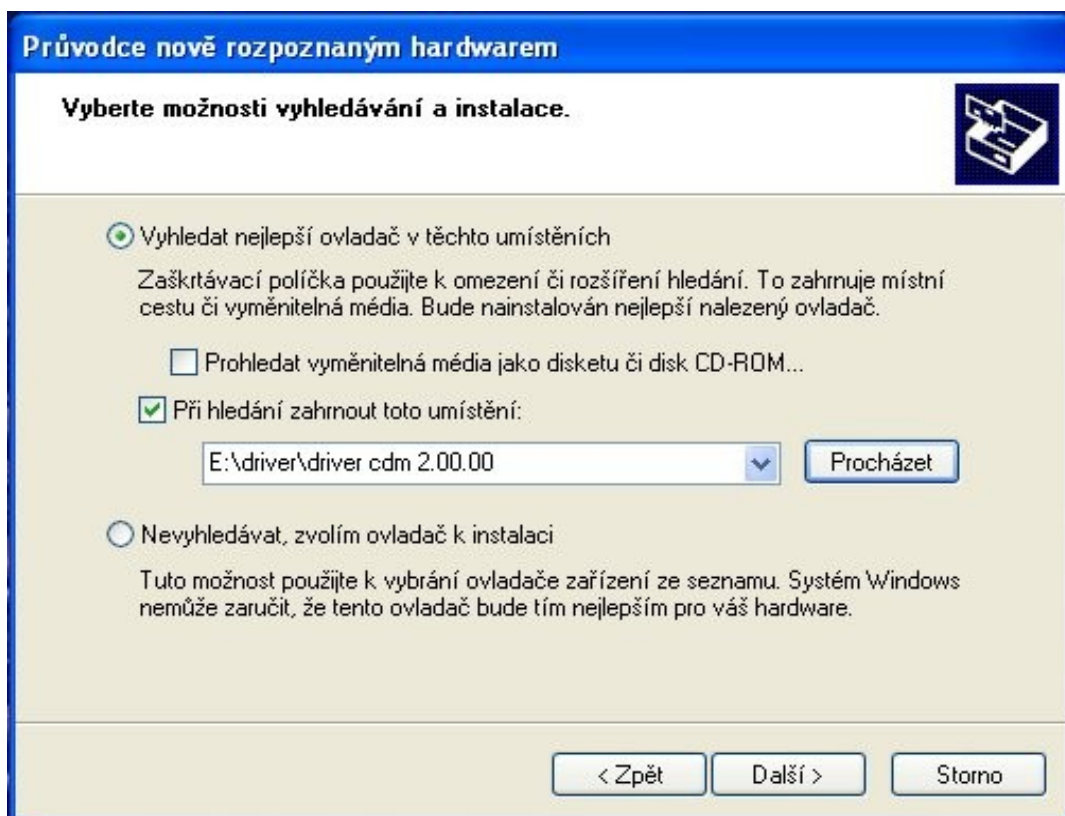 Průvodce nově rozpoznaným hardwarem
Vyberte možnosti vyhledávání a instalace.
Vyhledat nejlepší ovladač v těchto umístěních
Zaškrtávací políčka použijte k omezení či rozšíření hledání. To zahrnuje místní
cestu či vyměnitelná média. Bude nainstalován nejlepší nalezený ovladač.
Prohledat vyměnitelná média jako disketu či disk CD-ROM...
Při hledání zahrnout toto umístění:
E:\driver\driver cdm 2.00.00
Procházet
Nevyhledávat, zvolím ovladač k instalaci
Tuto možnost použijte k vybrání ovladače zařízení ze seznamu. Systém Windows
nemůže zaručit, že tento ovladač bude tím nejlepším pro váš hardware.
< Zpět Další > Storno